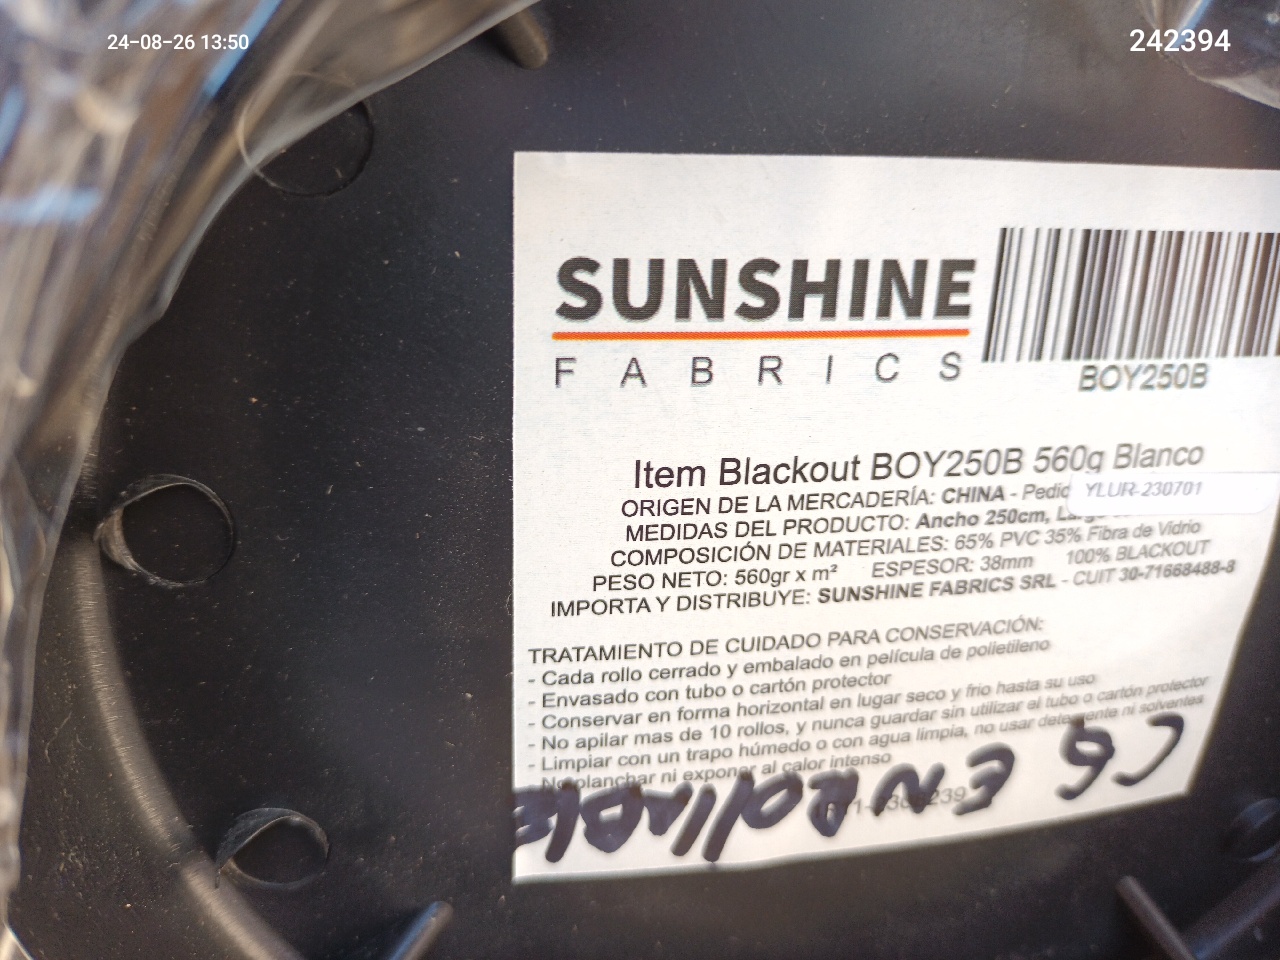 24-08-26 13:50
242394
SUNSHINE
FABRICS
BOY250B
Item Blackout BOY250B 560g Blanco
ORIGEN DE LA MERCADERÍA: CHINA - Pedid
YLUR-230701
MEDIDAS DEL PRODUCTO: Ancho 250cm,
COMPOSICIÓN DE MATERIALES: 65% PVC 35% Fibra de Vidrio
PESO NETO: 560gr x m² ESPESOR: 38mm 100% BLACKOUT
IMPORTA Y DISTRIBUYE: SUNSHINE FABRICS SRL - CUIT 30-71668488-8
TRATAMIENTO DE CUIDADO PARA CONSERVACIÓN:
- Cada rollo cerrado y embalado en película de polietileno
- Envasado con tubo o cartón protector
- Conservar en forma horizontal en lugar seco y frio hasta su uso
- No apilar mas de 10 rollos, y nunca guardar sin utilizar el tubo o cartón protector
- Limpiar con un trapo húmedo o con agua limpia, no usar detergente ni solventes
- No planchar ni exponer al calor intenso